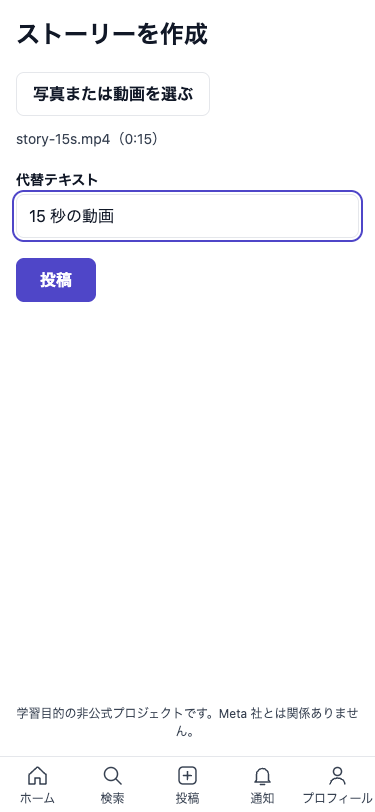 ストーリーを作成
写真または動画を選ぶ
story-15s.mp4（0:15）
代替テキスト
15 秒の動画
投稿
学習目的の非公式プロジェクトです。Meta 社とは関係ありませ
ん。
ホーム
検索
投稿
通知
プロフィール